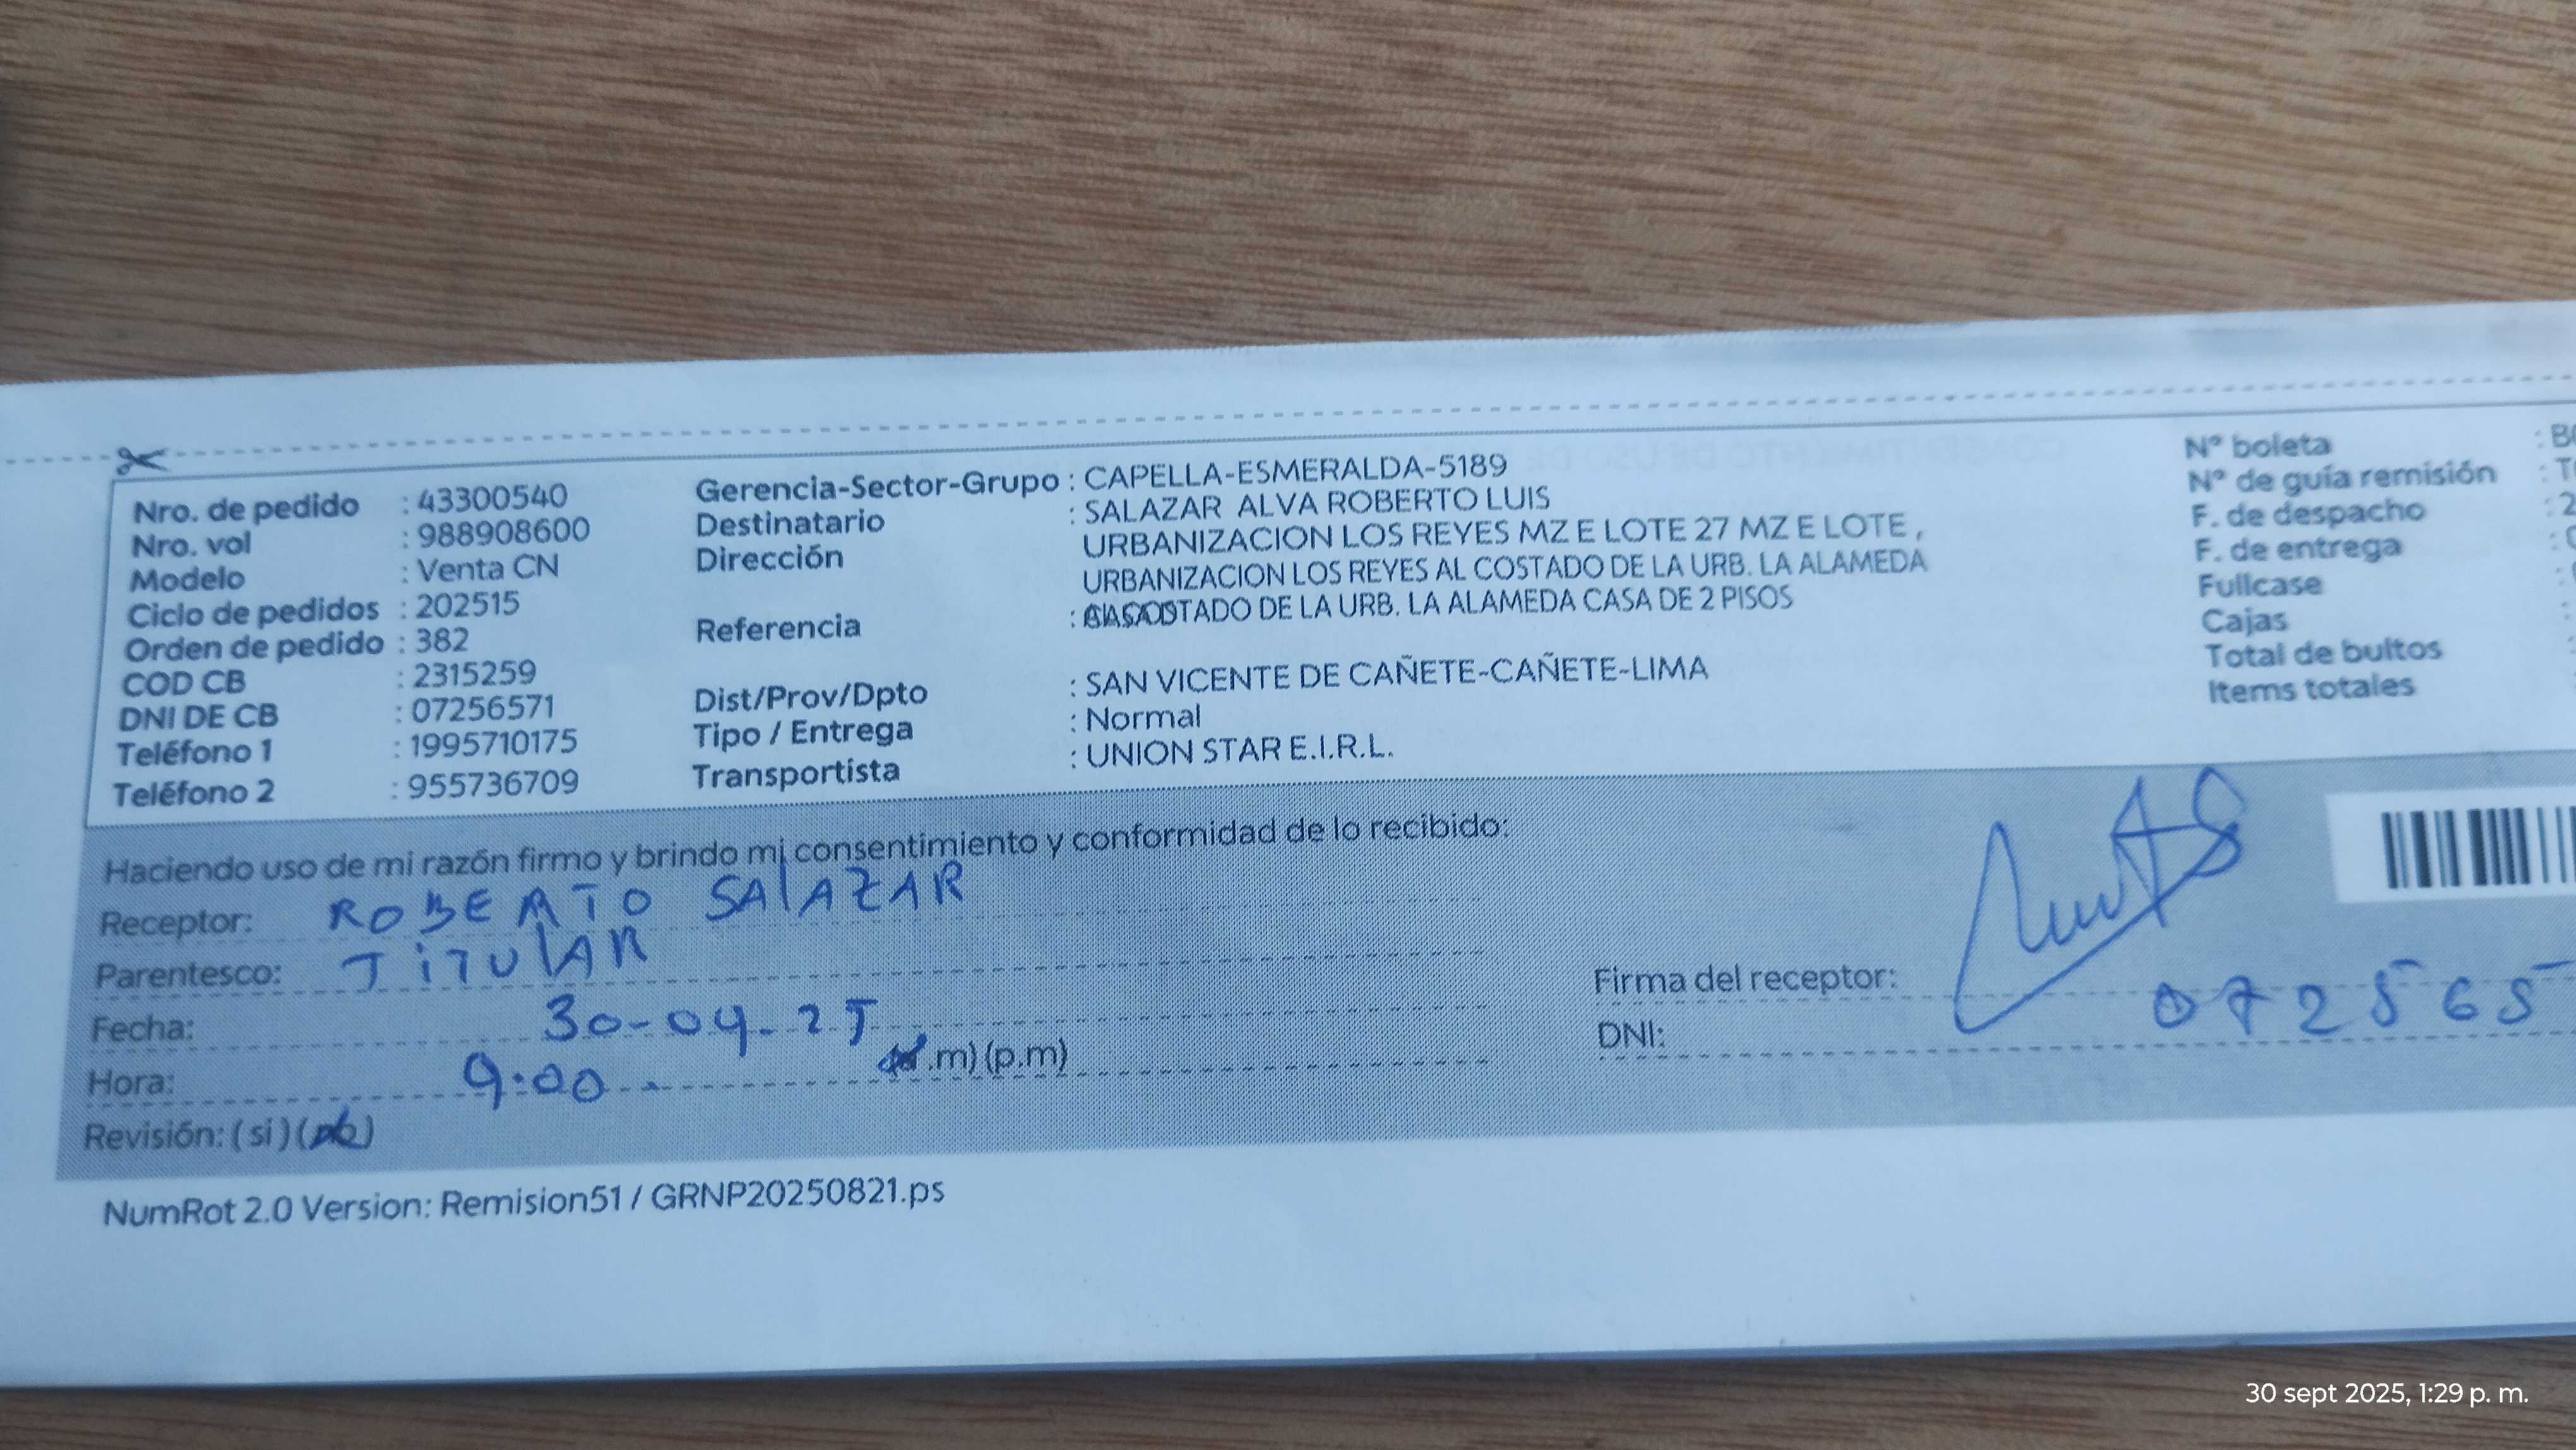 Nro. de pedido : 43300540
Nro. vol : 988908600
Modelo : Venta CN
Ciclo de pedidos : 202515
Orden de pedido : 382
COD CB : 2315259
DNI DE CB : 07256571
Teléfono 1 : 1995710175
Teléfono 2 : 955736709
Gerencia-Sector-Grupo : CAPELLA-ESMERALDA-5189
Destinatario : SALAZAR ALVA ROBERTO LUIS
Dirección URBANIZACION LOS REYES MZ E LOTE 27 MZ E LOTE ,
URBANIZACION LOS REYES AL COSTADO DE LA URB. LA ALAMEDA
Referencia : DE LA URB. LA ALAMEDA CASA DE 2 PISOS
Dist/Prov/Dpto : SAN VICENTE DE CAÑETE-CAÑETE-LIMA
Tipo / Entrega : Normal
Transportista : UNION STAR E.I.R.L.
N° boleta : B
N° de guía remisión : T
F. de despacho : 2
F. de entrega :
Fullcase :
Cajas :
Total de bultos
Items totales
Haciendo uso de mi razón firmo y brindo mi consentimiento y conformidad de lo recibido:
Receptor: ROBERTO SALAZAR
Parentesco: TITULAR
Fecha: 30-09-25
Hora: 9:00 .m) (p.m)
Revisión: (si) (no)
Firma del receptor:
DNI: 072565
NumRot 2.0 Version: Remision51 / GRNP20250821.ps
30 sept 2025, 1:29 p. m.